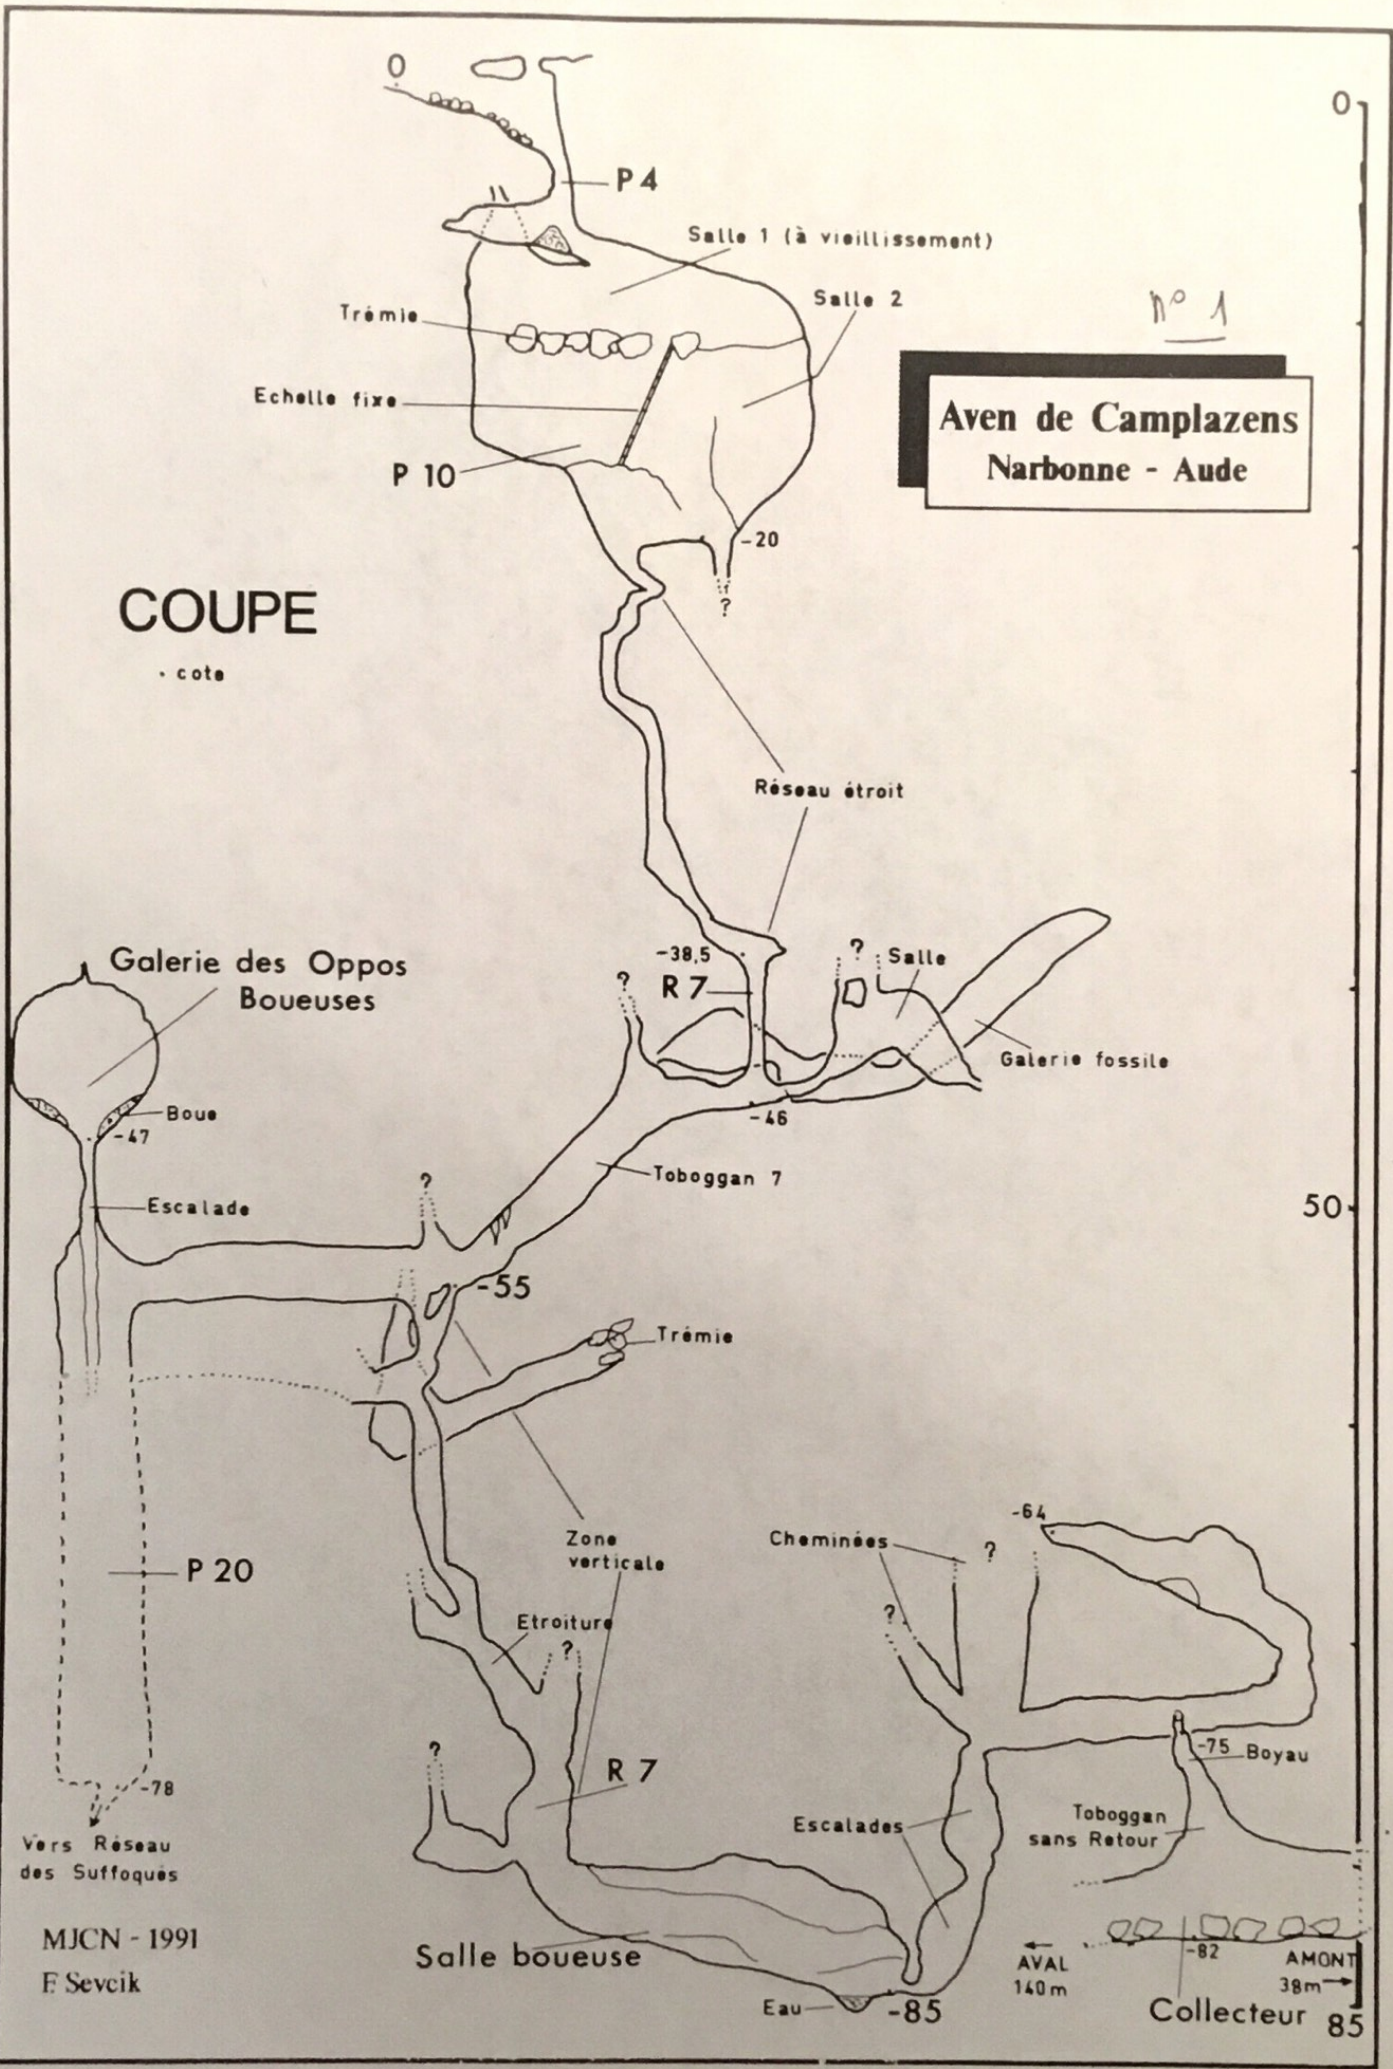 0
0
P 4
Salle 1 (à vieillissement)
n° 1
Salle 2
Trémie
Echelle fixe
Aven de Camplazens
Narbonne - Aude
P 10
-20
?
COUPE
. cote
Réseau étroit
-38,5
?
Salle
Galerie des Oppos
Boueuses
?
R 7
Galerie fossile
Boue
-47
-46
Toboggan 7
?
Escalade
50
-55
Trémie
-64
Zone
verticale
Cheminées
?
P 20
?
Etroiture
?
?
R 7
-75 Boyau
-78
Escalades
Toboggan
sans Retour
Vers Réseau
des Suffoqués
MJCN - 1991
F. Sevcik
Salle boueuse
-82
AVAL
140m
AMONT
38m
Eau
-85
Collecteur
85